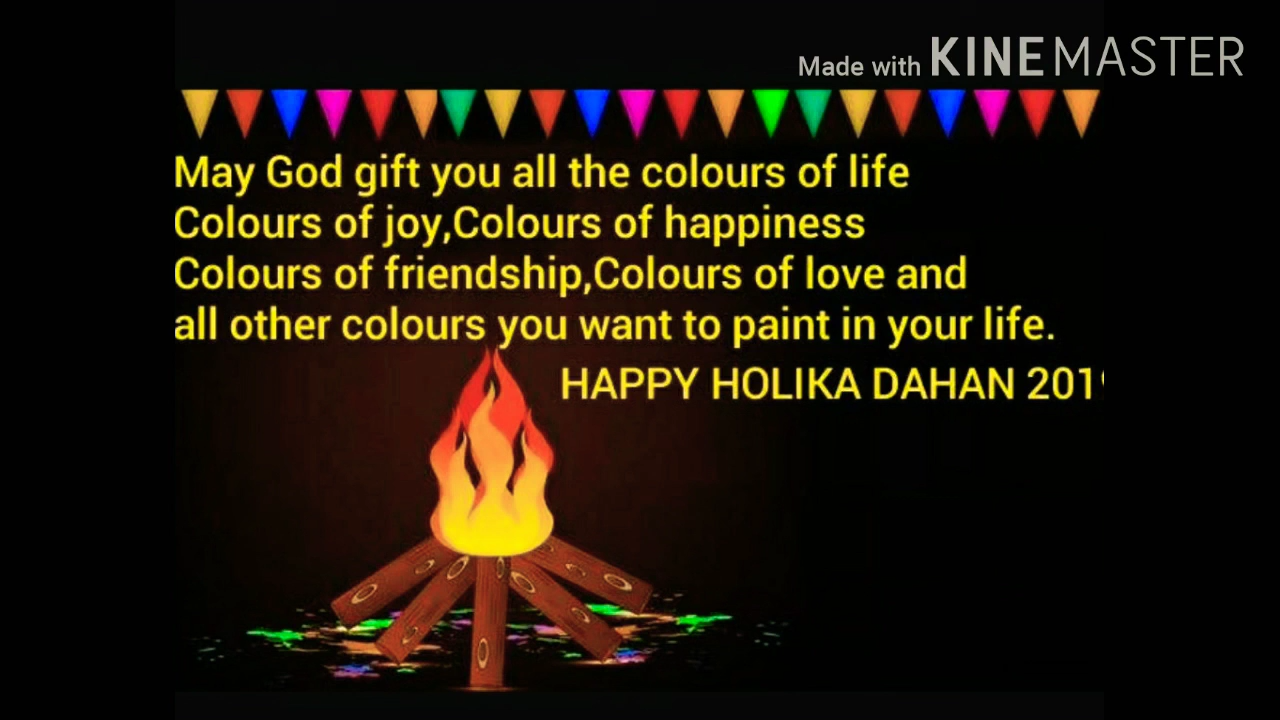 Made with KINEMASTER
May God gift you all the colours of life
Colours of joy,Colours of happiness
Colours of friendship,Colours of love and
all other colours you want to paint in your life.
HAPPY HOLIKA DAHAN 201